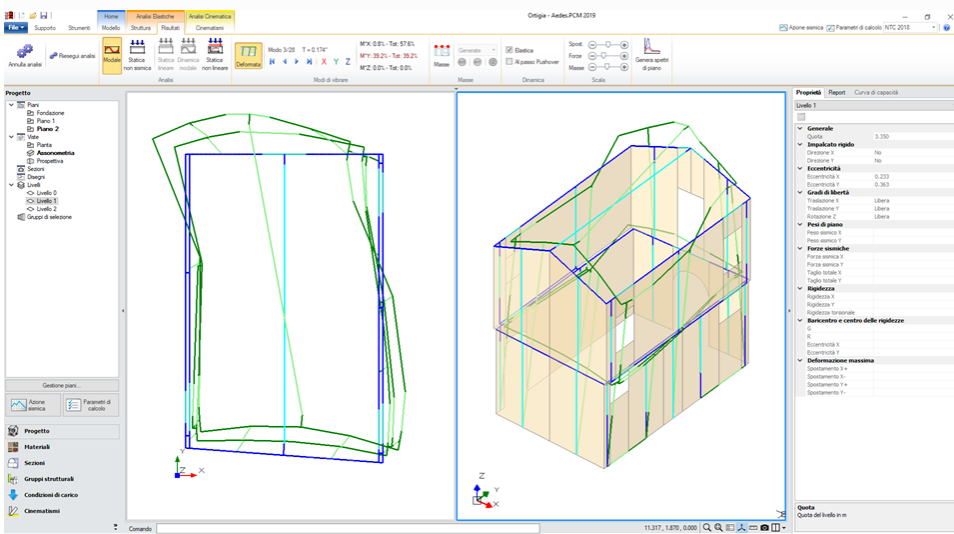 Home
Analisi Elastiche
Analisi Cinematica
Ortigia - Aedes.PCM 2019
File
Supporto
Strumenti
Modello
Struttura
Risultati
Cinematismi
Azione sismica
Parametri di calcolo
NTC 2018
Annulla analisi
Riesegui analisi
Modale
Statica non sismica
Statica lineare
Dinamica modale
Statica non lineare
Analisi
Deformata
Modo 3/28
T = 0.174"
X Y Z
M*X: 0.8% - Tot: 57.6%
M*Y: 39.2% - Tot: 39.2%
M*Z: 0.0% - Tot: 0.0%
Modi di vibrare
Masse
Generate
Masse
Elastica
Al passo Pushover
Dinamica
Spost
Forze
Masse
Scala
Genera spettri di piano
Progetto
Piani
Fondazione
Piano 1
Piano 2
Viste
Pianta
Assonometria
Prospettiva
Sezioni
Disegni
Livelli
Livello 0
Livello 1
Livello 2
Gruppi di selezione
Gestione piani...
Azione sismica
Parametri di calcolo
Progetto
Materiali
Sezioni
Gruppi strutturali
Condizioni di carico
Cinematismi
Y
Z
X
Z
Y
X
Comando
11.317, 1.870, 0.000
Proprietà
Report
Curva di capacità
Livello 1
Generale
Quota 3.350
Impalcato rigido
Direzione X No
Direzione Y No
Eccentricità
Eccentricità X 0.233
Eccentricità Y 0.363
Gradi di libertà
Traslazione X Libera
Traslazione Y Libera
Rotazione Z Libera
Pesi di piano
Peso sismico X
Peso sismico Y
Forze sismiche
Forza sismica X
Forza sismica Y
Taglio totale X
Taglio totale Y
Rigidezza
Rigidezza X
Rigidezza Y
Rigidezza torsionale
Baricentro e centro delle rigidezze
G
R
Eccentricità X
Eccentricità Y
Deformazione massima
Spostamento X+
Spostamento X-
Spostamento Y+
Spostamento Y-
Quota
Quota del livello in m